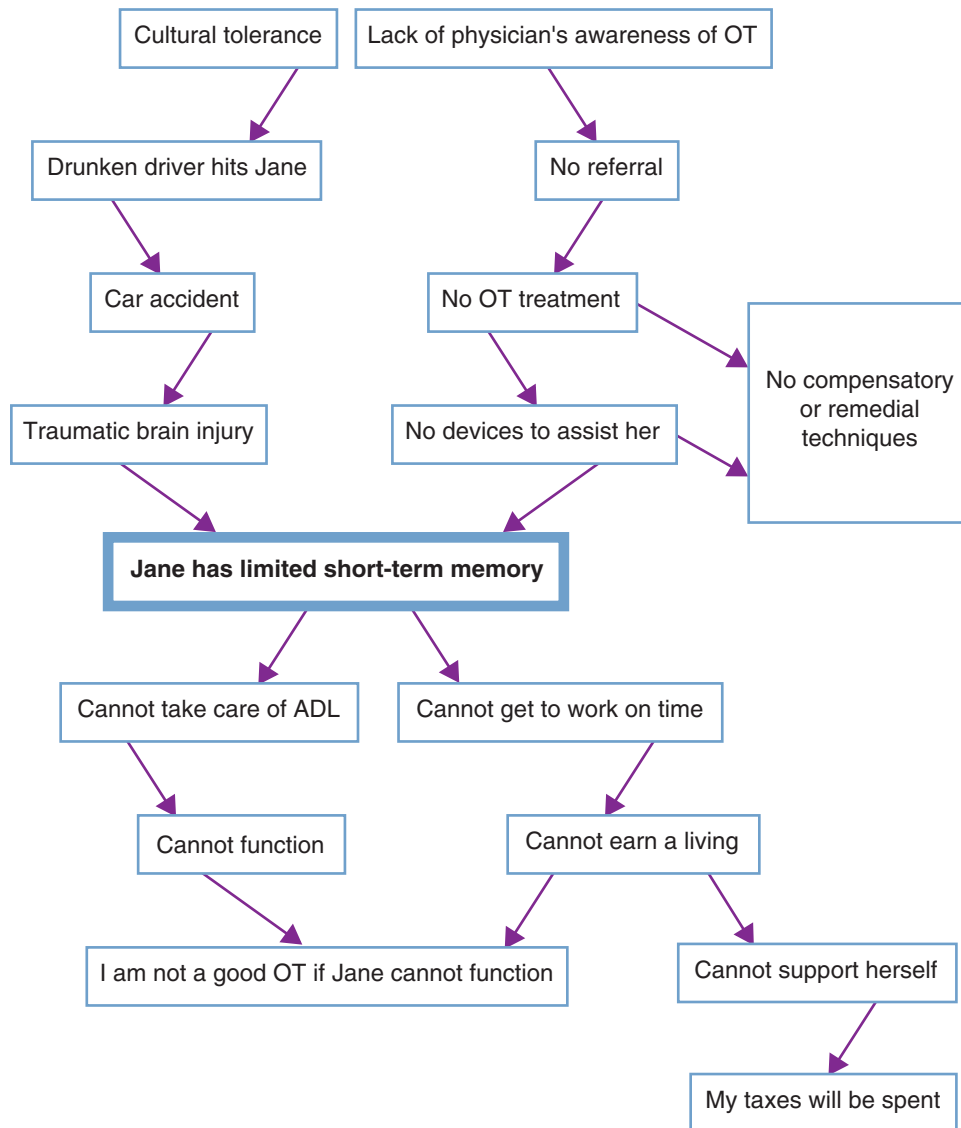 Cultural tolerance
Lack of physician's awareness of OT
Drunken driver hits Jane
No referral
Car accident
No OT treatment
No compensatory
or remedial
techniques
Traumatic brain injury
No devices to assist her
Jane has limited short-term memory
Cannot take care of ADL
Cannot get to work on time
Cannot function
Cannot earn a living
I am not a good OT if Jane cannot function
Cannot support herself
My taxes will be spent